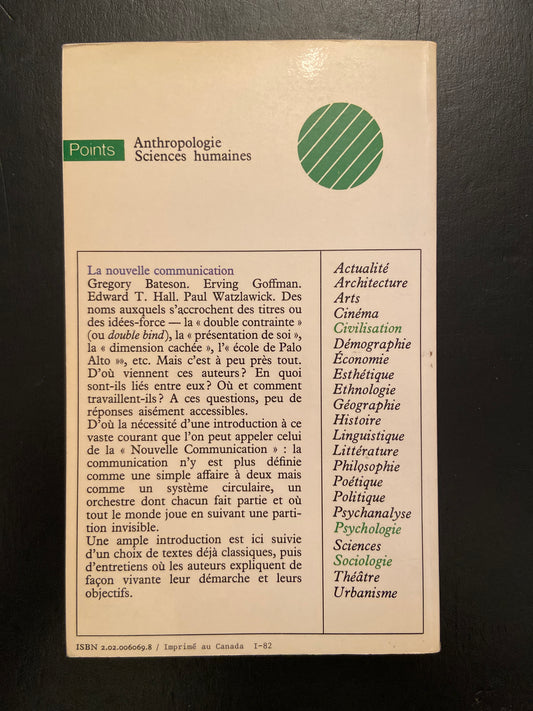 Points
Anthropologie
Sciences humaines
La nouvelle communication
Gregory Bateson. Erving Goffman.
Edward T. Hall. Paul Watzlawick. Des
noms auxquels s'accrochent des titres ou
des idées-force — la « double contrainte »
(ou double bind), la « présentation de soi »,
la « dimension cachée », l'« école de Palo
Alto »», etc. Mais c'est à peu près tout.
D'où viennent ces auteurs? En quoi
sont-ils liés entre eux? Où et comment
travaillent-ils? A ces questions, peu de
réponses aisément accessibles.
D'où la nécessité d'une introduction à ce
vaste courant que l'on peut appeler celui
de la « Nouvelle Communication » : la
communication n'y est plus définie
comme une simple affaire à deux mais
comme un système circulaire, un
orchestre dont chacun fait partie et où
tout le monde joue en suivant une parti-
tion invisible.
Une ample introduction est ici suivie
d'un choix de textes déjà classiques, puis
d'entretiens où les auteurs expliquent de
façon vivante leur démarche et leurs
objectifs.
Actualité
Architecture
Arts
Cinéma
Civilisation
Démographie
Économie
Esthétique
Ethnologie
Géographie
Histoire
Linguistique
Littérature
Philosophie
Poétique
Politique
Psychanalyse
Psychologie
Sciences
Sociologie
Théâtre
Urbanisme
ISBN 2.02.006069.8 / Imprimé au Canada I-82